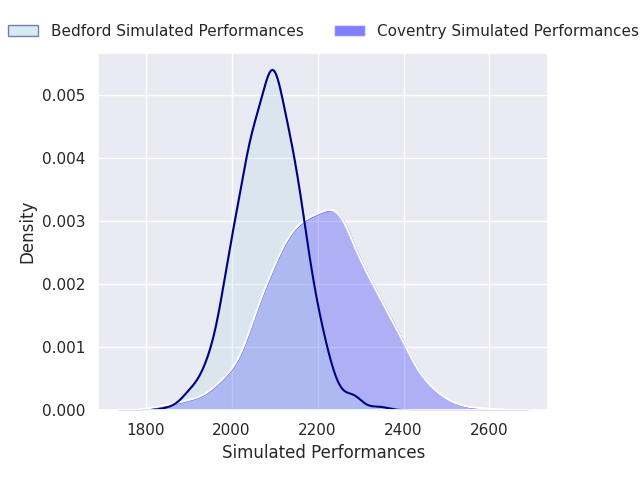 Bedford Simulated Performances Coventry Simulated Performances
0.005
0.004
0.003
0.002
0.001
0.000
Density
1800 2000 2200 2400 2600
Simulated Performances